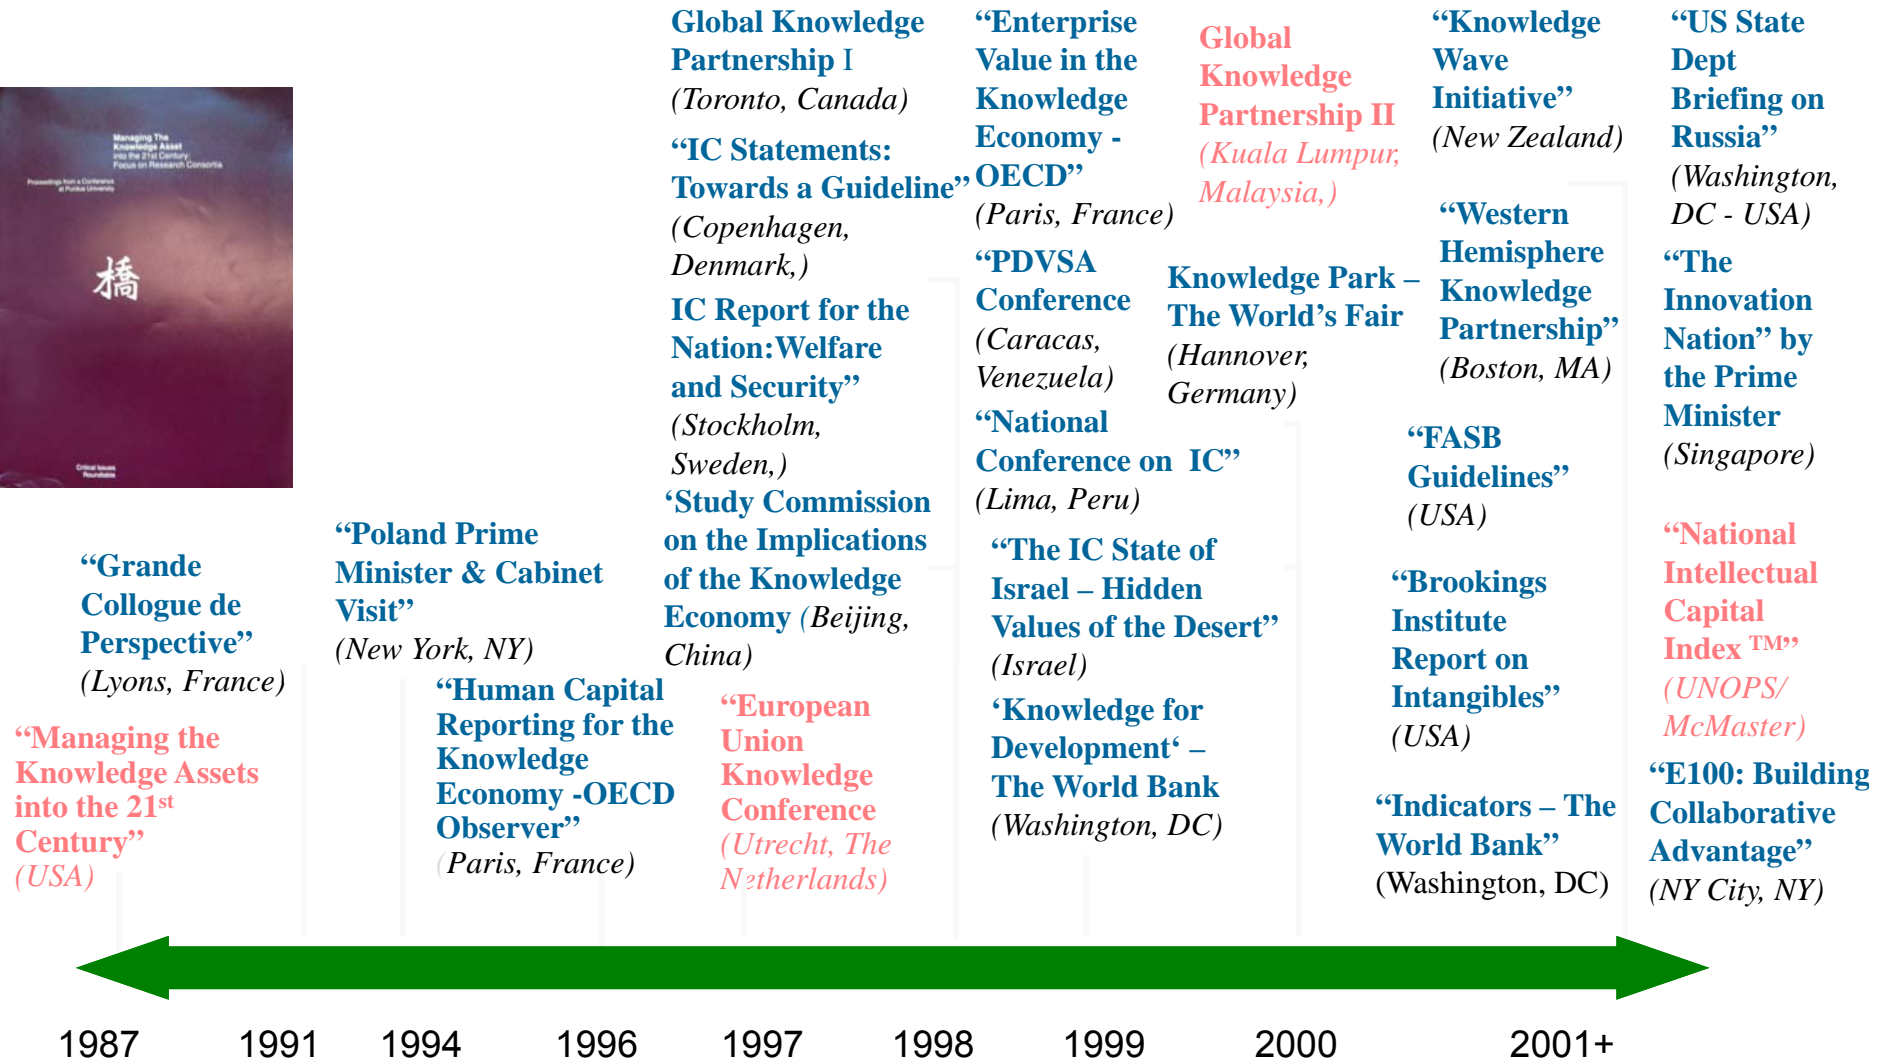 Managing The
Knowledge Asset
into the 21st Century:
Focus on Research Consortia
Proceedings from a Conference
at Purdue University
橋
Critical Issues
Roundtable
“Grande
Collogue de
Perspective”
(Lyons, France)
“Managing the
Knowledge Assets
into the 21st
Century”
(USA)
“Poland Prime
Minister & Cabinet
Visit”
(New York, NY)
“Human Capital
Reporting for the
Knowledge
Economy -OECD
Observer”
(Paris, France)
Global Knowledge
Partnership I
(Toronto, Canada)
“IC Statements:
Towards a Guideline”
(Copenhagen,
Denmark,)
IC Report for the
Nation:Welfare
and Security”
(Stockholm,
Sweden,)
‘Study Commission
on the Implications
of the Knowledge
Economy (Beijing,
China)
“European
Union
Knowledge
Conference
(Utrecht, The
Netherlands)
“Enterprise
Value in the
Knowledge
Economy -
OECD”
(Paris, France)
“PDVSA
Conference
(Caracas,
Venezuela)
“National
Conference on IC”
(Lima, Peru)
“The IC State of
Israel – Hidden
Values of the Desert”
(Israel)
‘Knowledge for
Development‘ –
The World Bank
(Washington, DC)
Global
Knowledge
Partnership II
(Kuala Lumpur,
Malaysia,)
Knowledge Park –
The World’s Fair
(Hannover,
Germany)
“Knowledge
Wave
Initiative”
(New Zealand)
“Western
Hemisphere
Knowledge
Partnership”
(Boston, MA)
“FASB
Guidelines”
(USA)
“Brookings
Institute
Report on
Intangibles”
(USA)
“Indicators – The
World Bank”
(Washington, DC)
“US State
Dept
Briefing on
Russia”
(Washington,
DC - USA)
“The
Innovation
Nation” by
the Prime
Minister
(Singapore)
“National
Intellectual
Capital
Index TM”
(UNOPS/
McMaster)
“E100: Building
Collaborative
Advantage”
(NY City, NY)
1987 1991 1994 1996 1997 1998 1999 2000 2001+